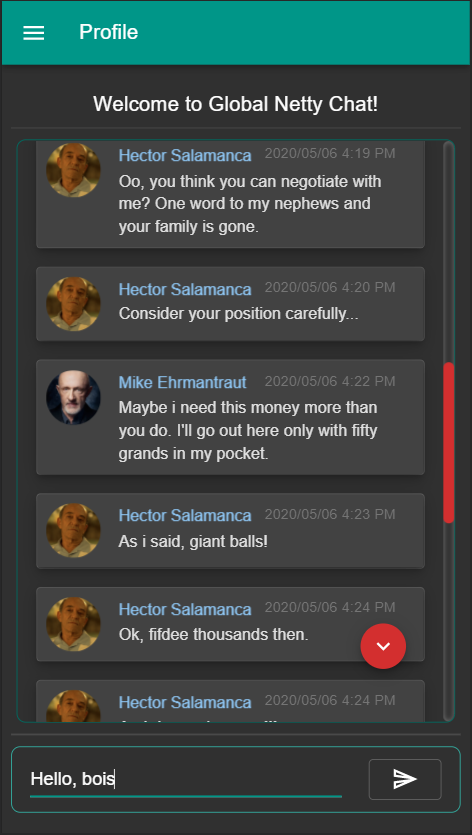 Profile
Welcome to Global Netty Chat!
Hector Salamanca 2020/05/06 4:19 PM
Oo, you think you can negotiate with
me? One word to my nephews and
your family is gone.
Hector Salamanca 2020/05/06 4:20 PM
Consider your position carefully...
Mike Ehrmantraut 2020/05/06 4:22 PM
Maybe i need this money more than
you do. I'll go out here only with fifty
grands in my pocket.
Hector Salamanca 2020/05/06 4:23 PM
As i said, giant balls!
Hector Salamanca 2020/05/06 4:24 PM
Ok, fifdee thousands then.
Hector Salamanca 2020/05/06 4:24 PM
Hello, bois